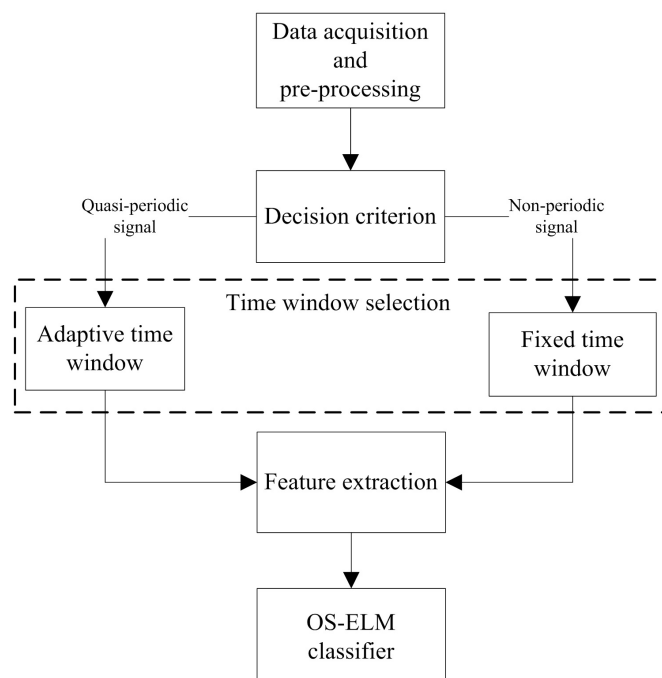 Data acquisition
and
pre-processing
Quasi-periodic
signal
Decision criterion
Non-periodic
signal
Time window selection
Adaptive time
window
Fixed time
window
Feature extraction
OS-ELM
classifier